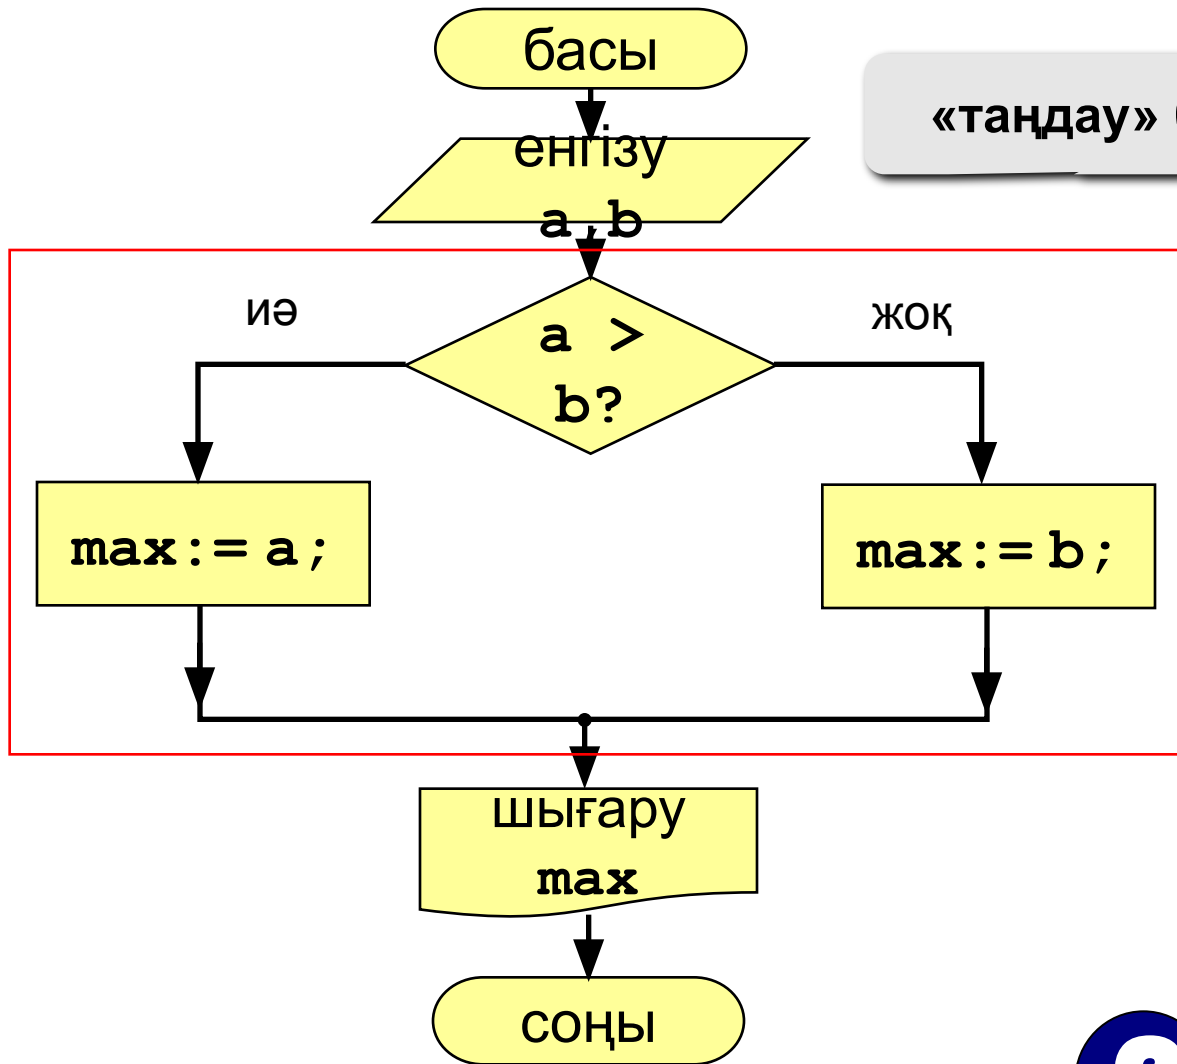 басы
«таңдау»
енгізу
a,b
иә
жоқ
a >
b?
max:= a;
max:= b;
шығару
max
соңы